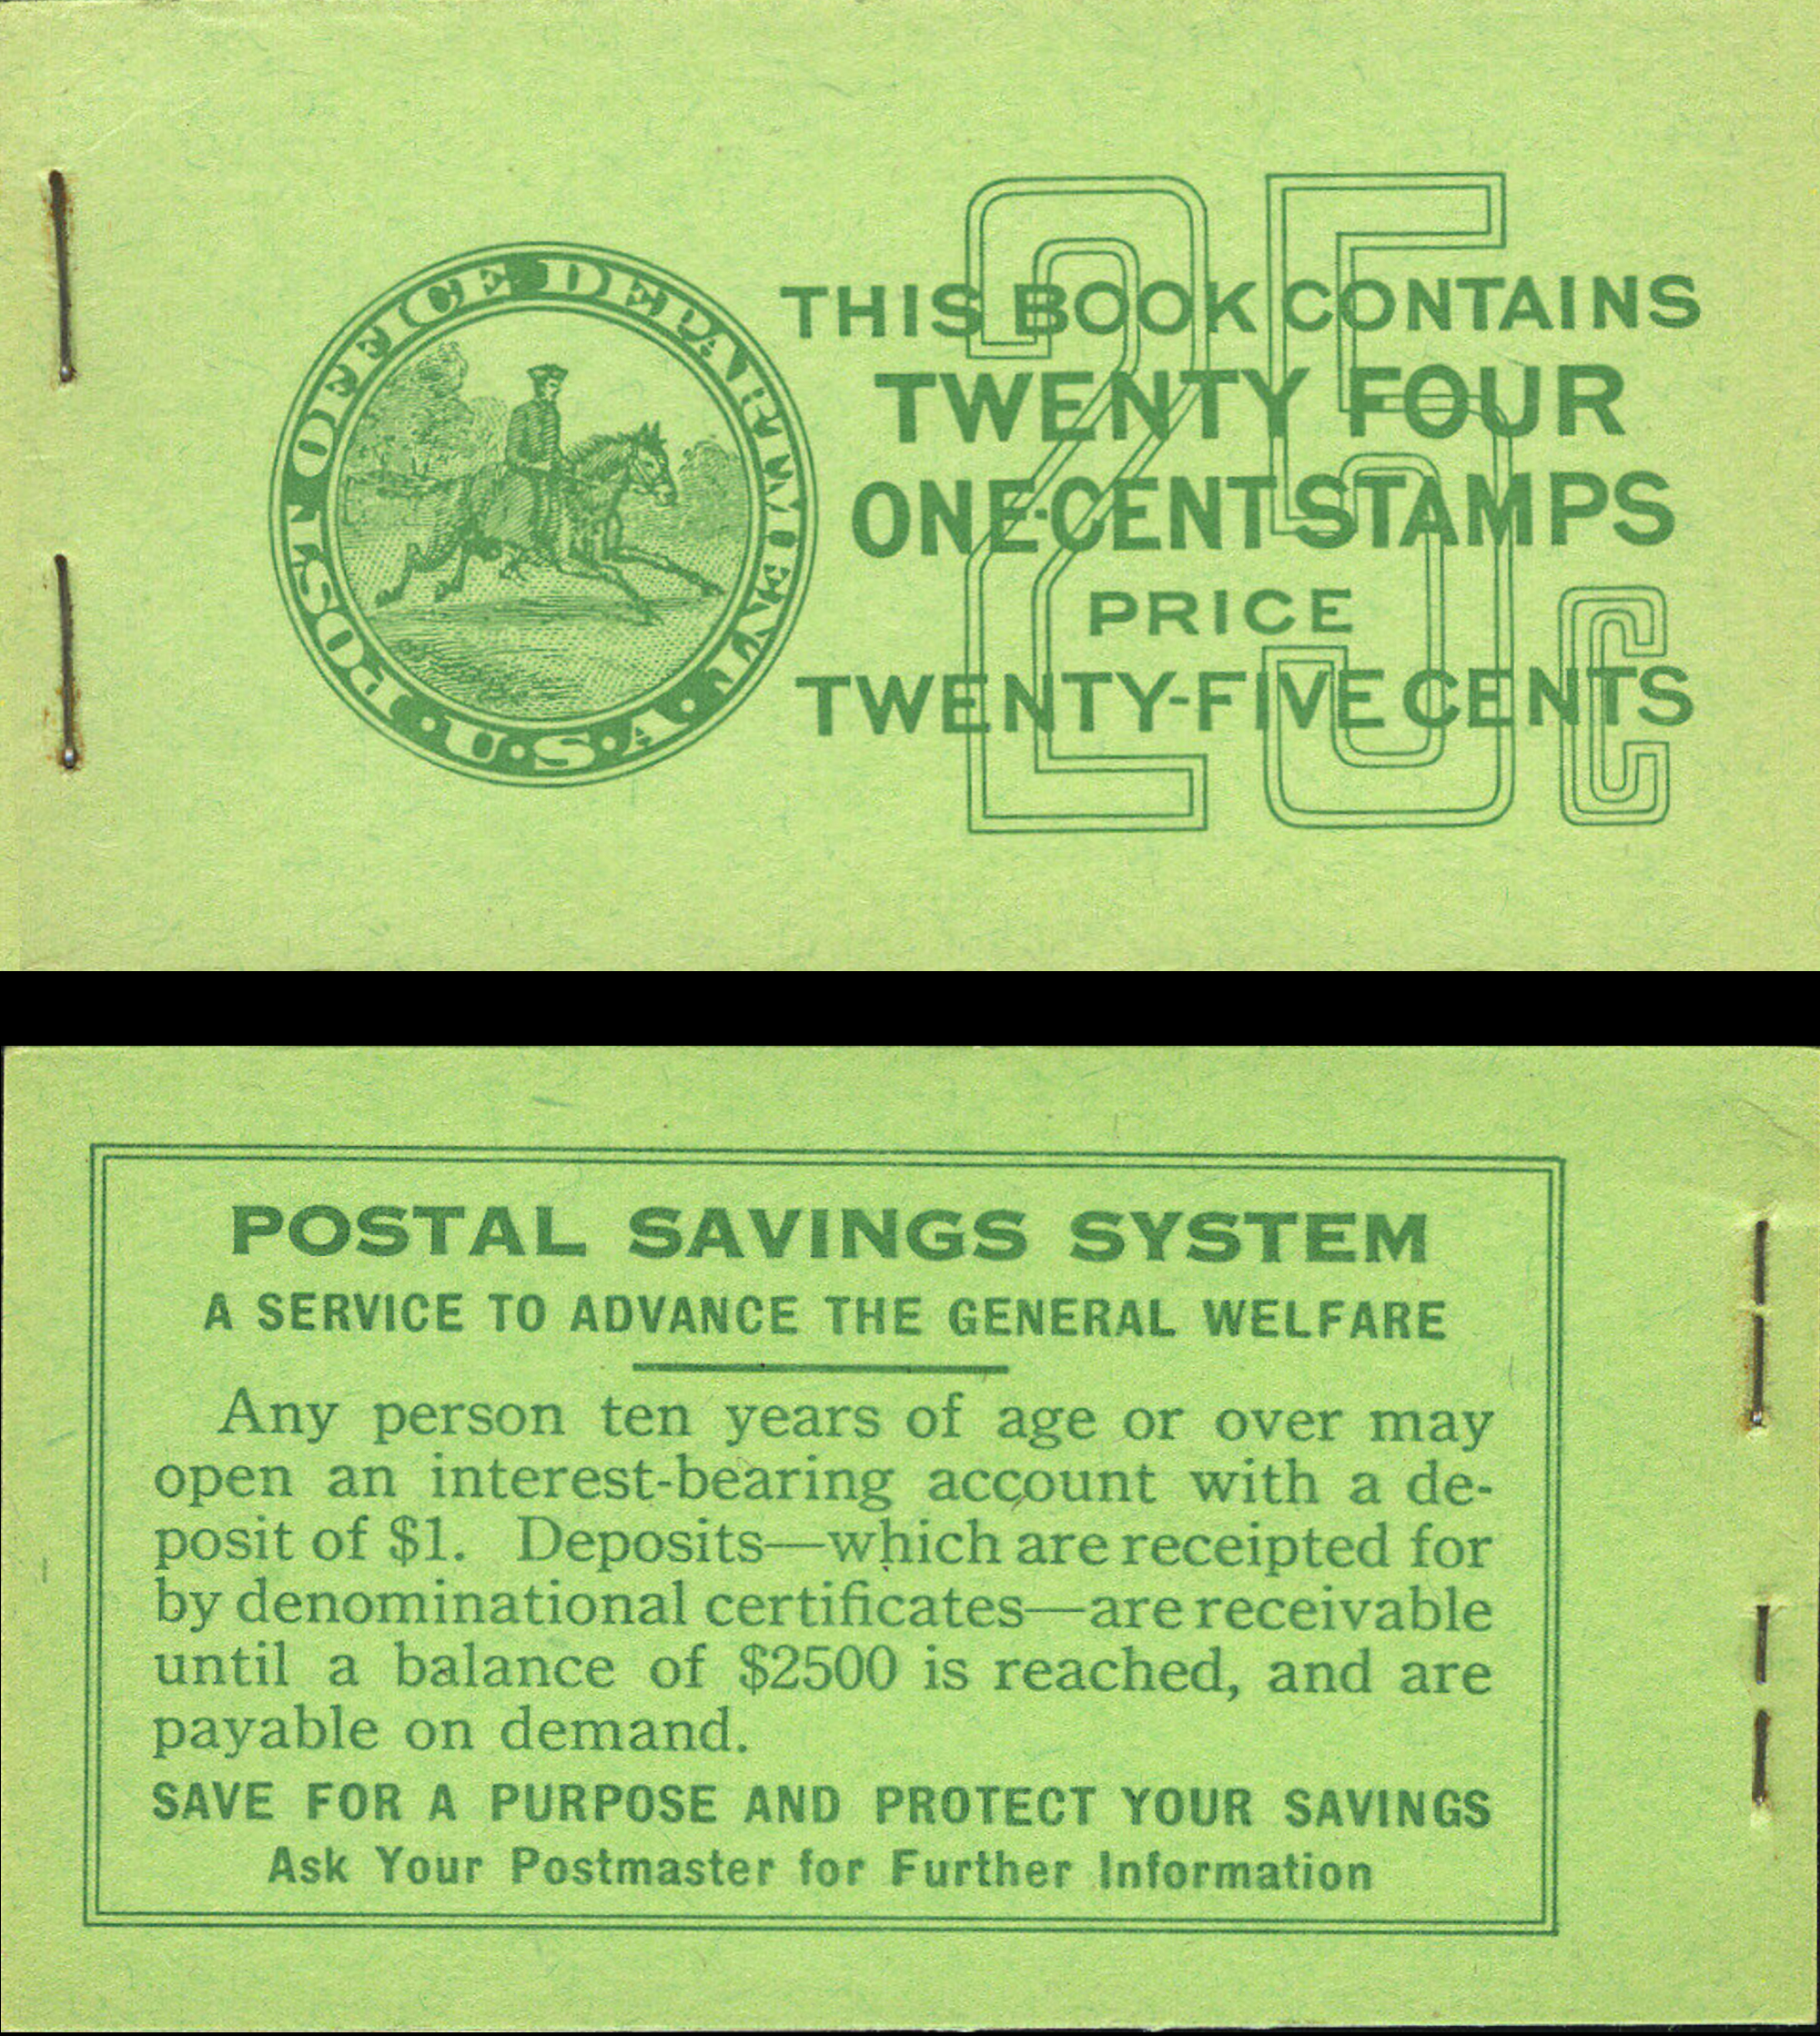 POST OFFICE DEPARTMENT · U · S · A ·
25c
THIS BOOK CONTAINS
TWENTY FOUR
ONE-CENT STAMPS
PRICE
TWENTY-FIVE CENTS
POSTAL SAVINGS SYSTEM
A SERVICE TO ADVANCE THE GENERAL WELFARE
Any person ten years of age or over may
open an interest-bearing account with a de-
posit of $1. Deposits—which are receipted for
by denominational certificates—are receivable
until a balance of $2500 is reached, and are
payable on demand.
SAVE FOR A PURPOSE AND PROTECT YOUR SAVINGS
Ask Your Postmaster for Further Information